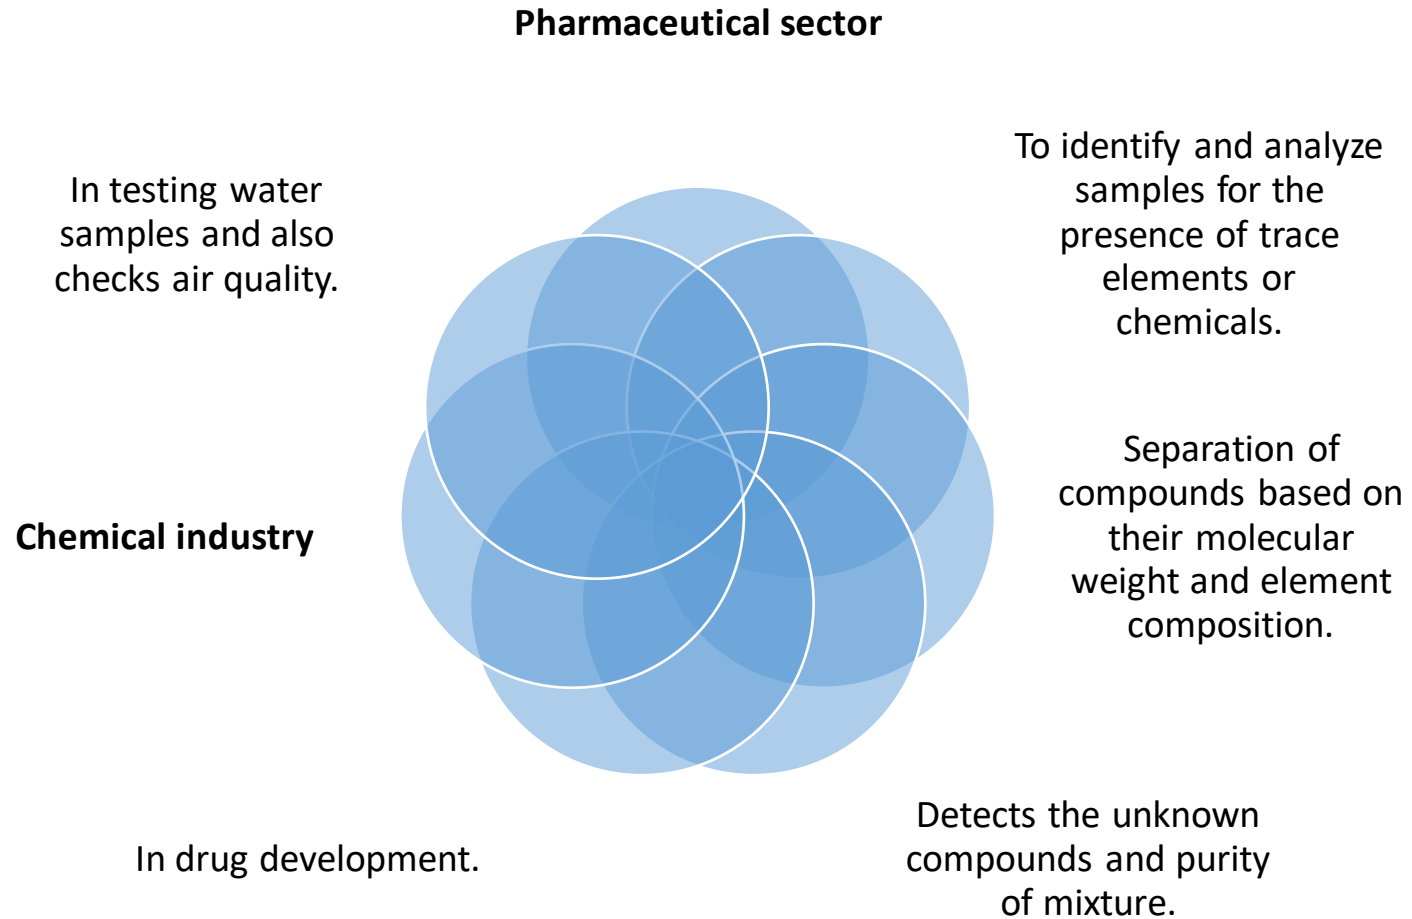 Pharmaceutical sector
To identify and analyze
samples for the
presence of trace
elements or
chemicals.
Separation of
compounds based on
their molecular
weight and element
composition.
Detects the unknown
compounds and purity
of mixture.
In drug development.
Chemical industry
In testing water
samples and also
checks air quality.